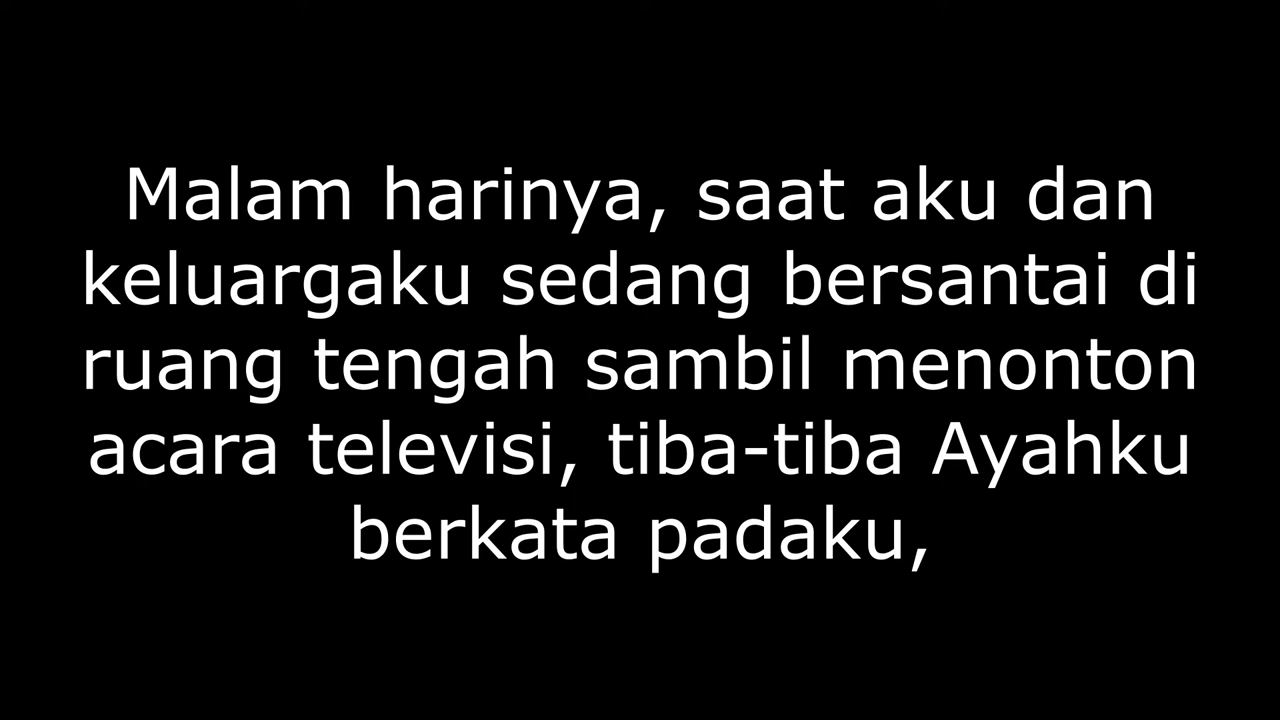 Malam harinya, saat aku dan
keluargaku sedang bersantai di
ruang tengah sambil menonton
acara televisi, tiba-tiba Ayahku
berkata padaku,